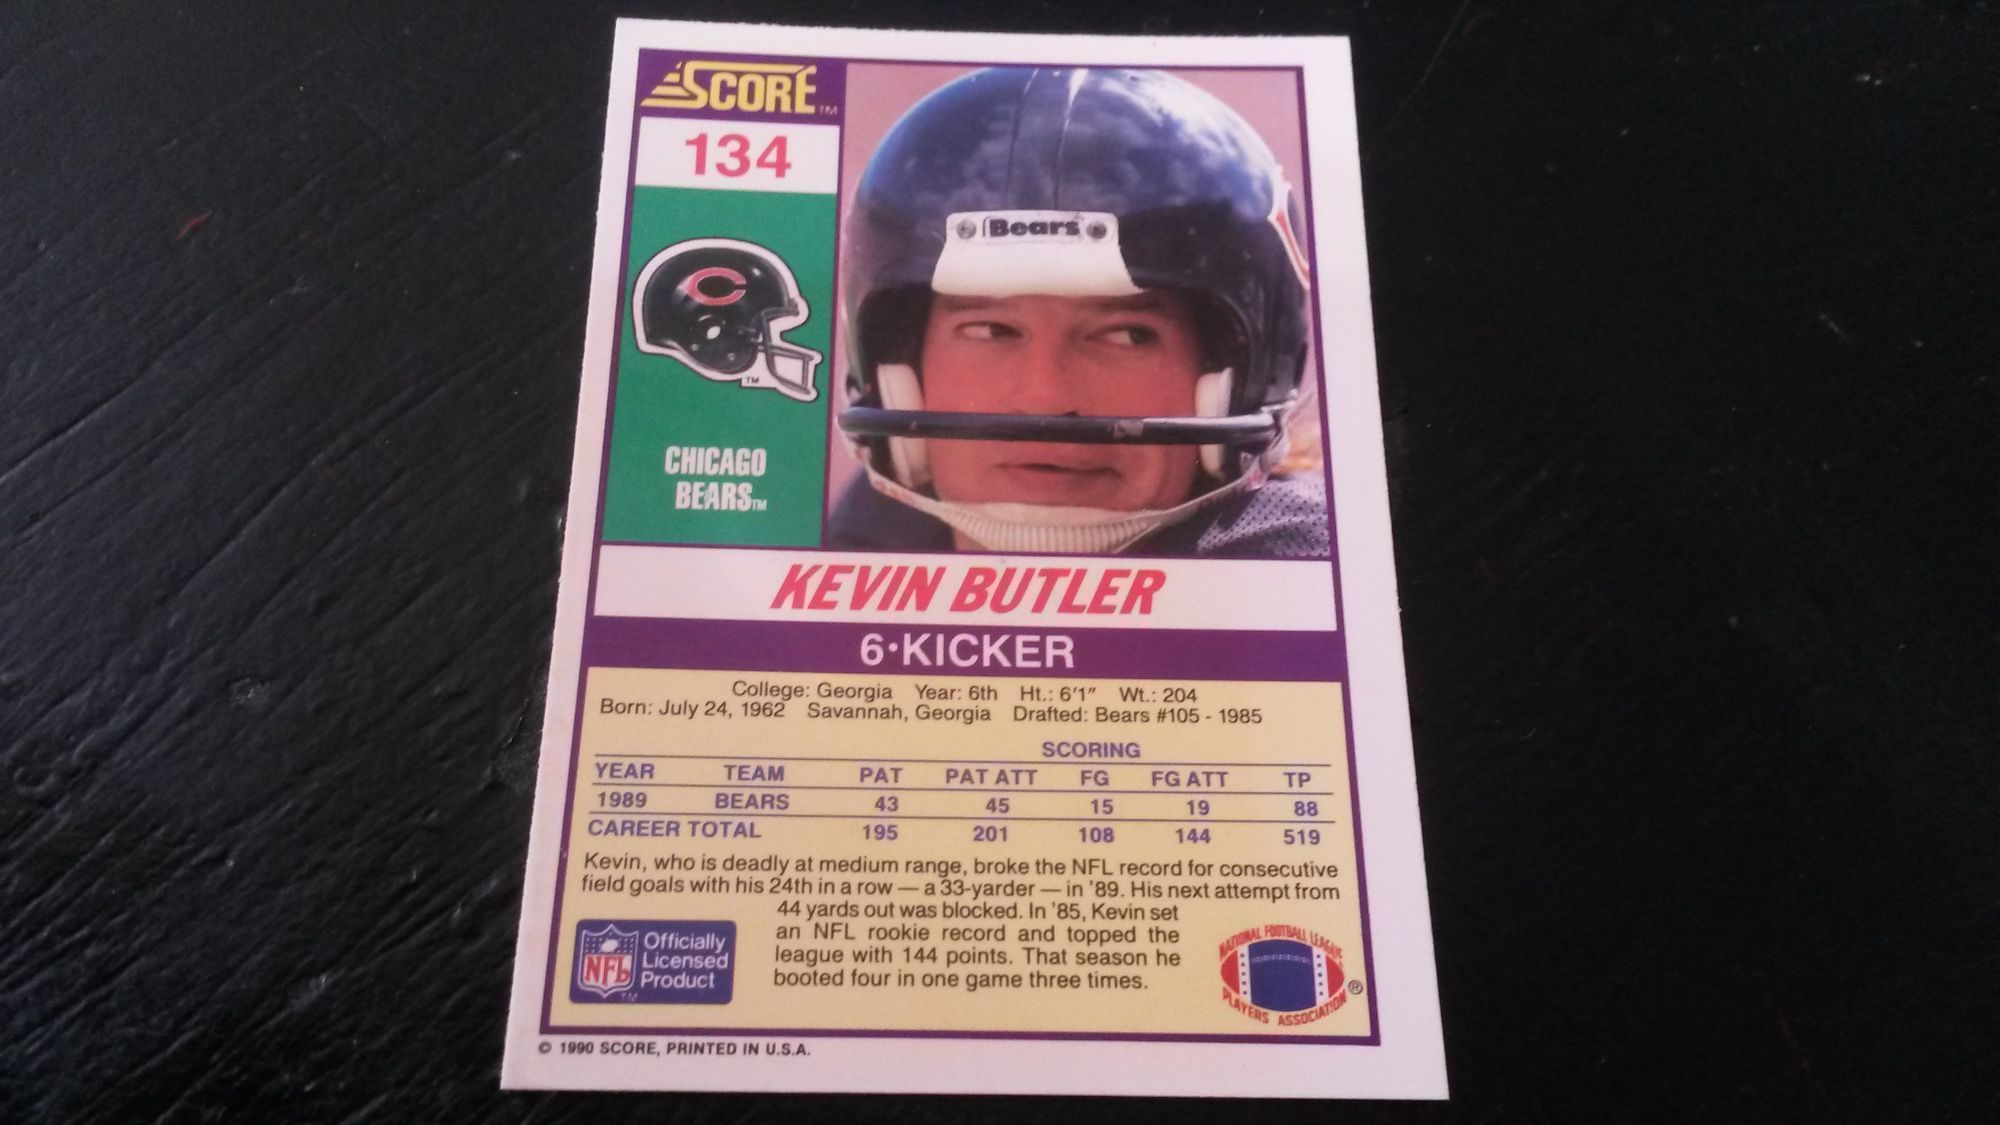 SCORE TM
134
Bears
TM
CHICAGO
BEARS TM
KEVIN BUTLER
6·KICKER
College: Georgia Year: 6th Ht.: 6'1" Wt.: 204
Born: July 24, 1962 Savannah, Georgia Drafted: Bears #105 - 1985
SCORING
YEAR TEAM PAT PAT ATT FG FG ATT TP
1989 BEARS 43 45 15 19 88
CAREER TOTAL 195 201 108 144 519
Kevin, who is deadly at medium range, broke the NFL record for consecutive
field goals with his 24th in a row — a 33-yarder — in '89. His next attempt from
44 yards out was blocked. In '85, Kevin set
an NFL rookie record and topped the
league with 144 points. That season he
booted four in one game three times.
NFL
Officially
Licensed
Product
TM
NATIONAL FOOTBALL LEAGUE
PLAYERS ASSOCIATION ®
© 1990 SCORE, PRINTED IN U.S.A.